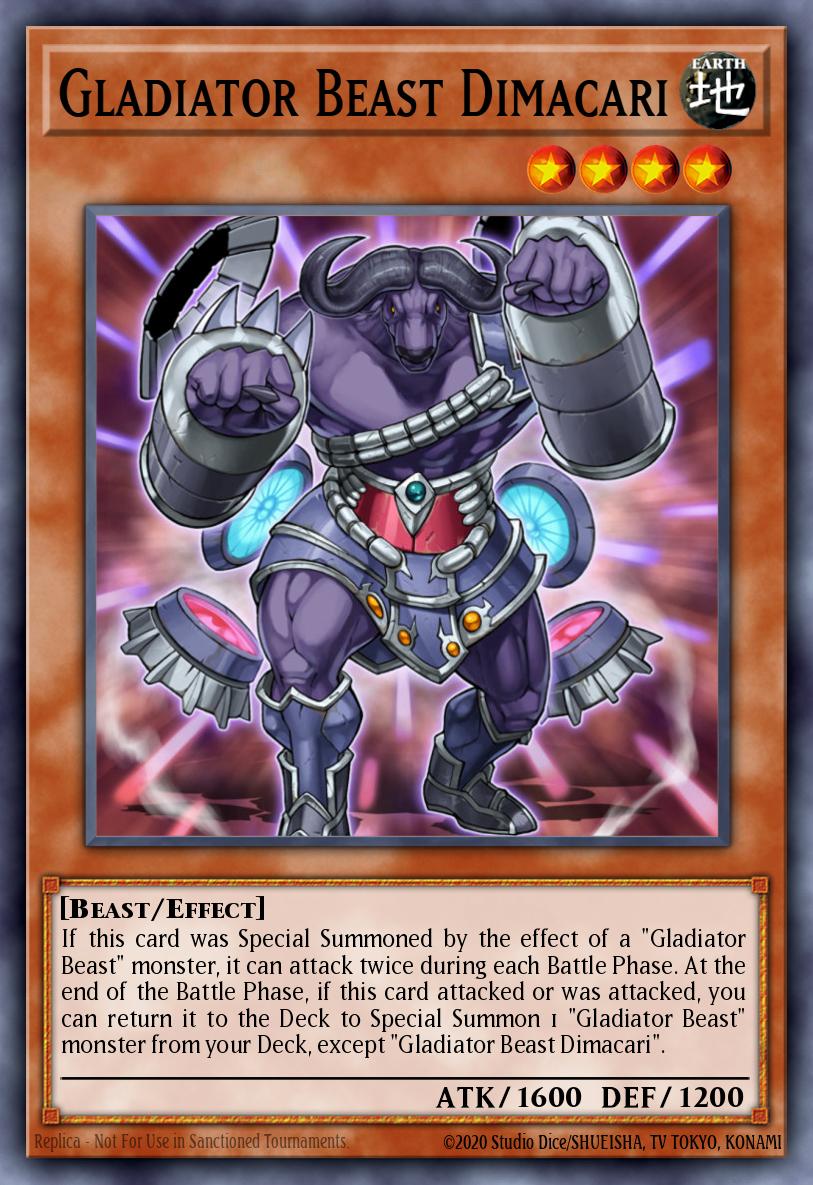 Gladiator Beast Dimacari
EARTH
地
[Beast/Effect]
If this card was Special Summoned by the effect of a "Gladiator
Beast" monster, it can attack twice during each Battle Phase. At the
end of the Battle Phase, if this card attacked or was attacked, you
can return it to the Deck to Special Summon 1 "Gladiator Beast"
monster from your Deck, except "Gladiator Beast Dimacari".
ATK/1600 DEF/1200
Replica - Not For Use in Sanctioned Tournaments.
©2020 Studio Dice/SHUEISHA, TV TOKYO, KONAMI